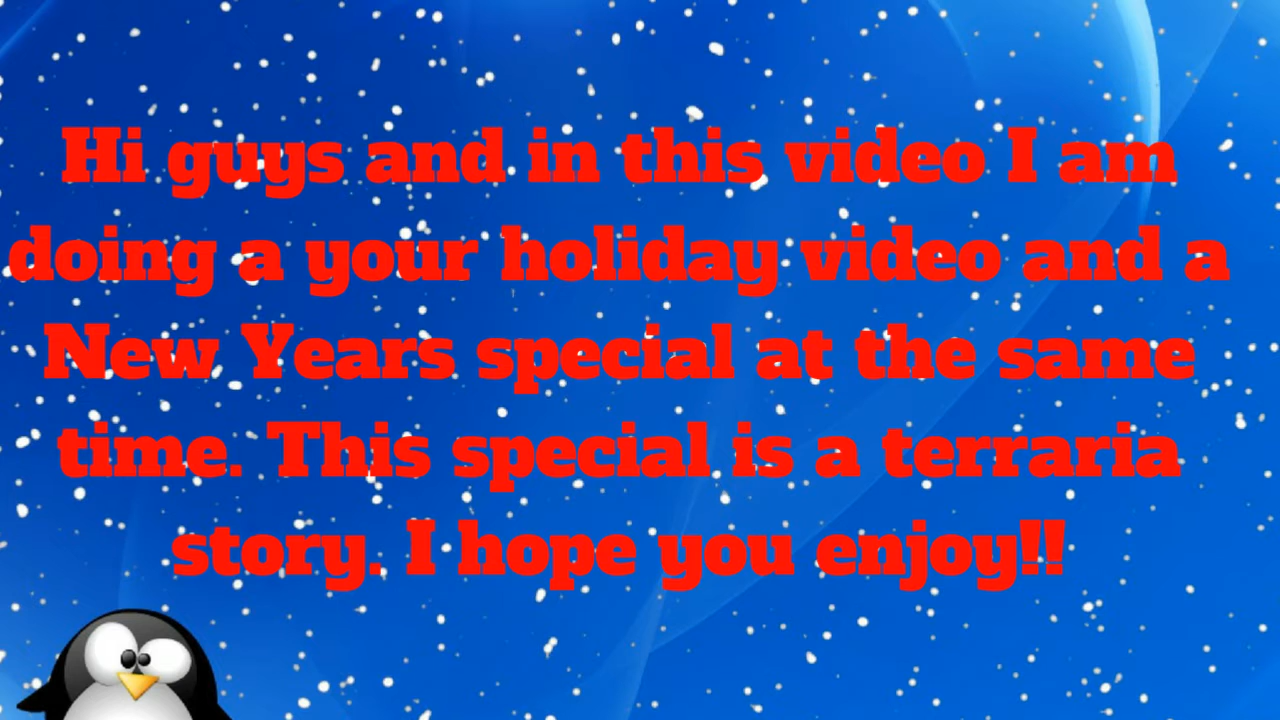 Hi guys and in this video I am
doing a your holiday video and a
New Years special at the same
time. This special is a terraria
story. I hope you enjoy!!